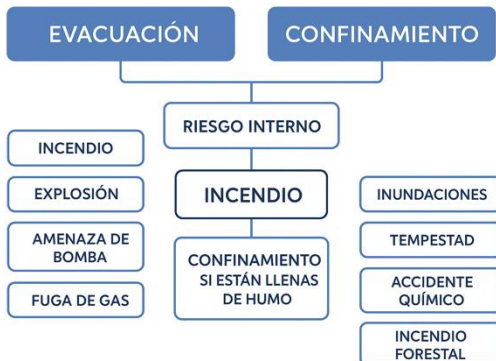 EVACUACIÓN
CONFINAMIENTO
RIESGO INTERNO
INCENDIO
EXPLOSIÓN
AMENAZA DE
BOMBA
FUGA DE GAS
INCENDIO
CONFINAMIENTO
SI ESTÁN LLENAS
DE HUMO
INUNDACIONES
TEMPESTAD
ACCIDENTE
QUÍMICO
INCENDIO
FORESTAL